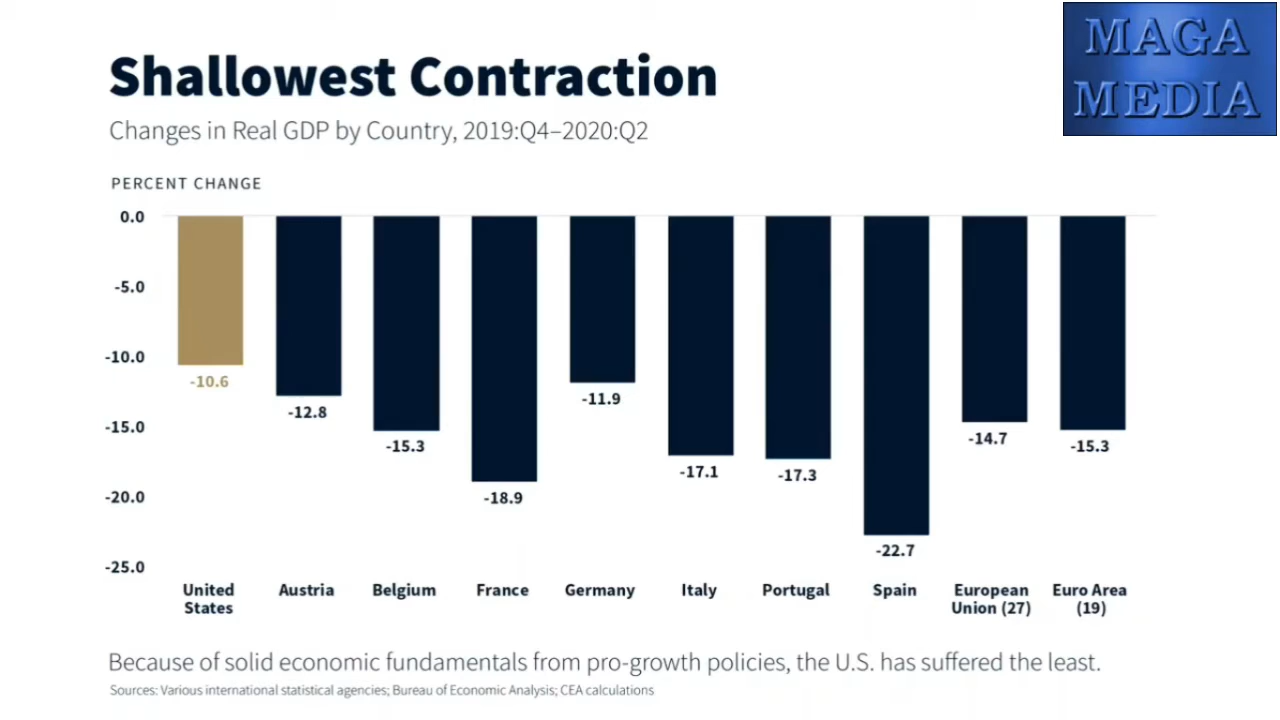 MAGA
MEDIA
Shallowest Contraction
Changes in Real GDP by Country, 2019:Q4–2020:Q2
PERCENT CHANGE
0.0
-5.0
-10.0
-15.0
-20.0
-25.0
-10.6
-12.8
-15.3
-18.9
-11.9
-17.1
-17.3
-22.7
-14.7
-15.3
United States
Austria
Belgium
France
Germany
Italy
Portugal
Spain
European Union (27)
Euro Area (19)
Because of solid economic fundamentals from pro-growth policies, the U.S. has suffered the least.
Sources: Various international statistical agencies; Bureau of Economic Analysis; CEA calculations